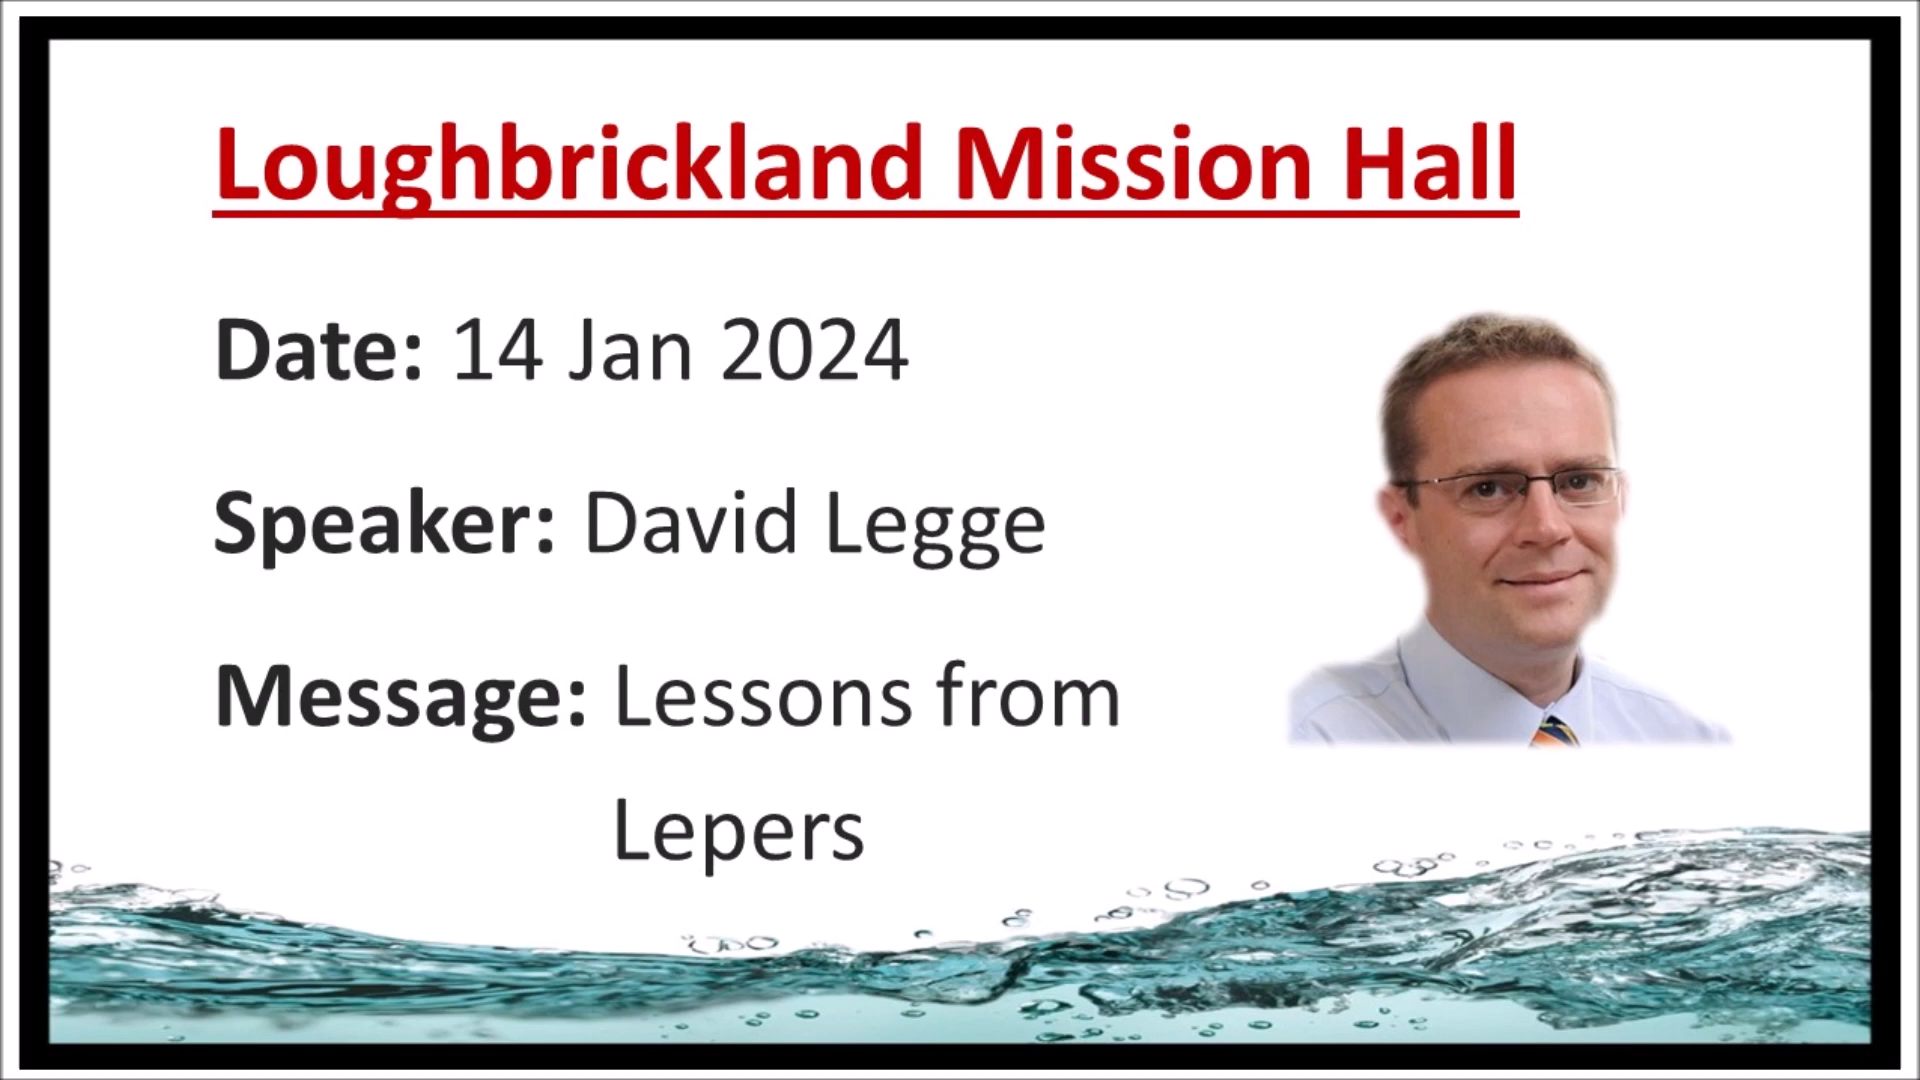 Loughbrickland Mission Hall
Date: 14 Jan 2024
Speaker: David Legge
Message: Lessons from
Lepers